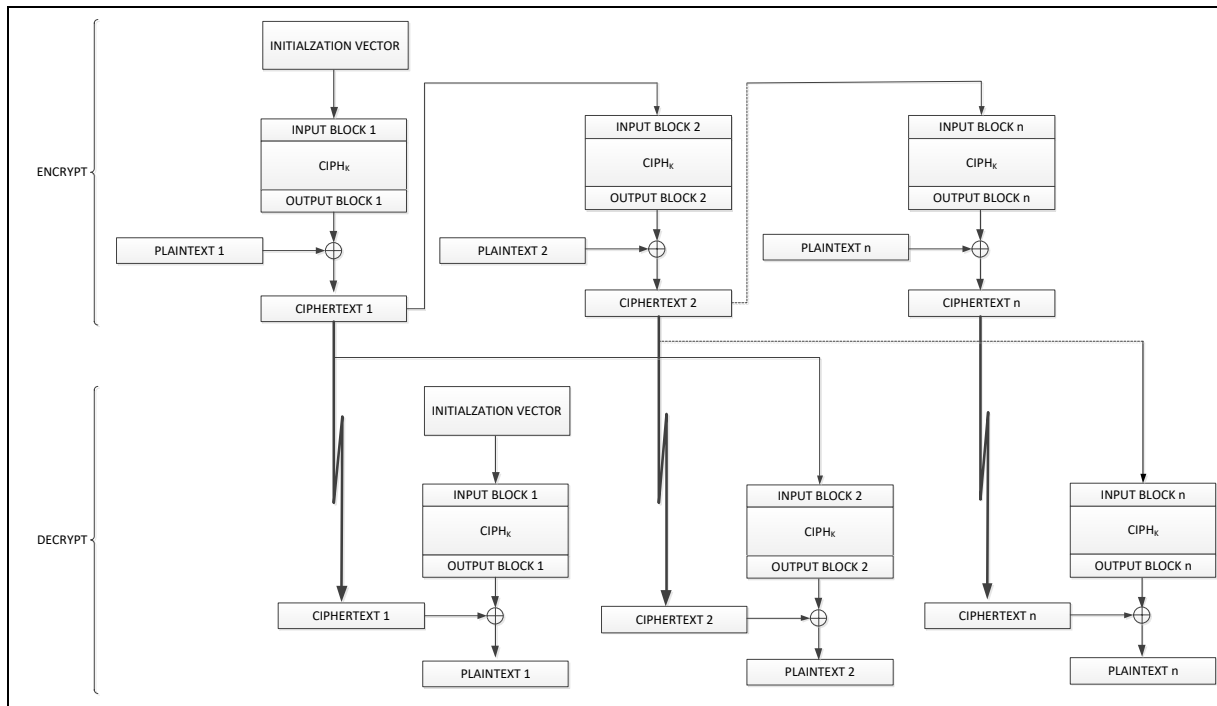 INITIALZATION VECTOR
INPUT BLOCK 1
INPUT BLOCK 2
INPUT BLOCK n
CIPHK
CIPHK
CIPHK
ENCRYPT
OUTPUT BLOCK 1
OUTPUT BLOCK 2
OUTPUT BLOCK n
PLAINTEXT 1
PLAINTEXT 2
PLAINTEXT n
CIPHERTEXT 1
CIPHERTEXT 2
CIPHERTEXT n
INITIALZATION VECTOR
INPUT BLOCK 1
INPUT BLOCK 2
INPUT BLOCK n
CIPHK
CIPHK
CIPHK
DECRYPT
OUTPUT BLOCK 1
OUTPUT BLOCK 2
OUTPUT BLOCK n
CIPHERTEXT 1
CIPHERTEXT 2
CIPHERTEXT n
PLAINTEXT 1
PLAINTEXT 2
PLAINTEXT n